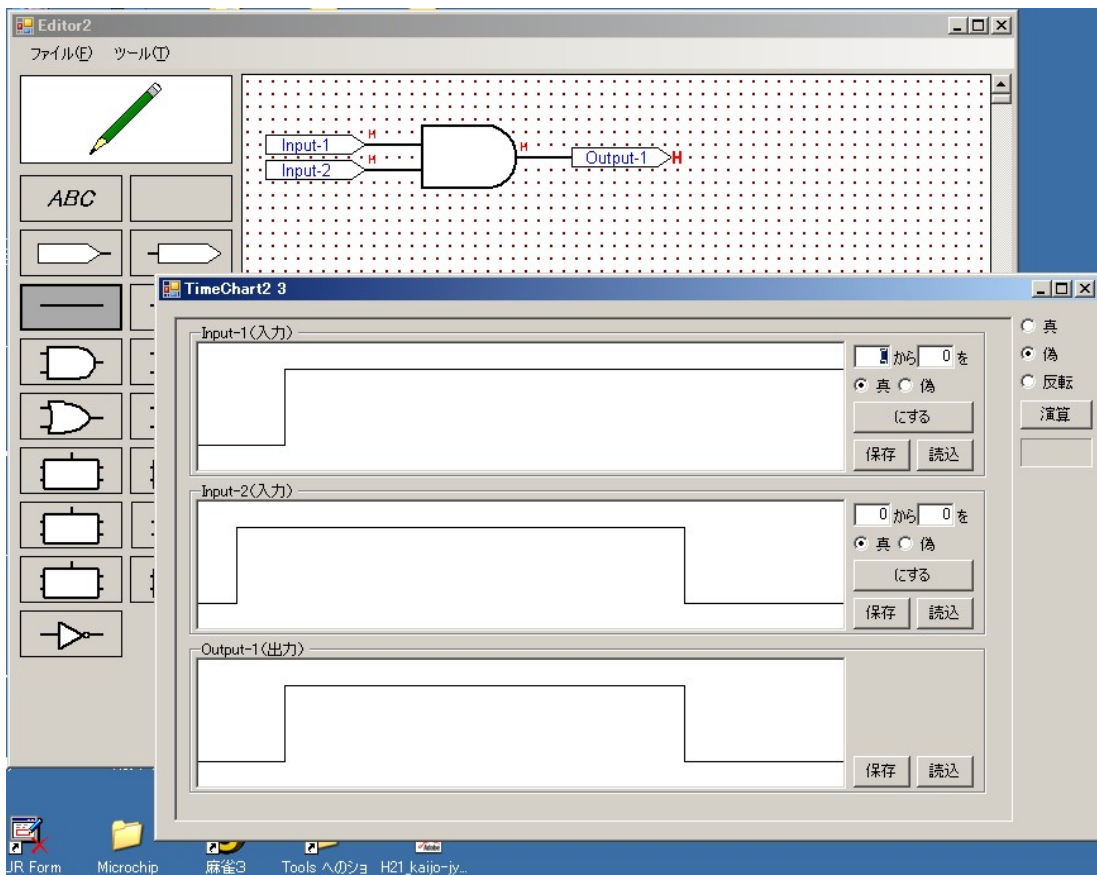 Editor2
ファイル(F) ツール(T)
Input-1
H
Input-2
H
H
Output-1
H
ABC
TimeChart2 3
Input-1(入力)
から 0 を
真 偽
にする
保存 読込
Input-2(入力)
0 から 0 を
真 偽
にする
保存 読込
Output-1(出力)
保存 読込
真
偽
反転
演算
UR Form
Microchip
麻雀3
Tools へのショ
H21_kaijo-jy...